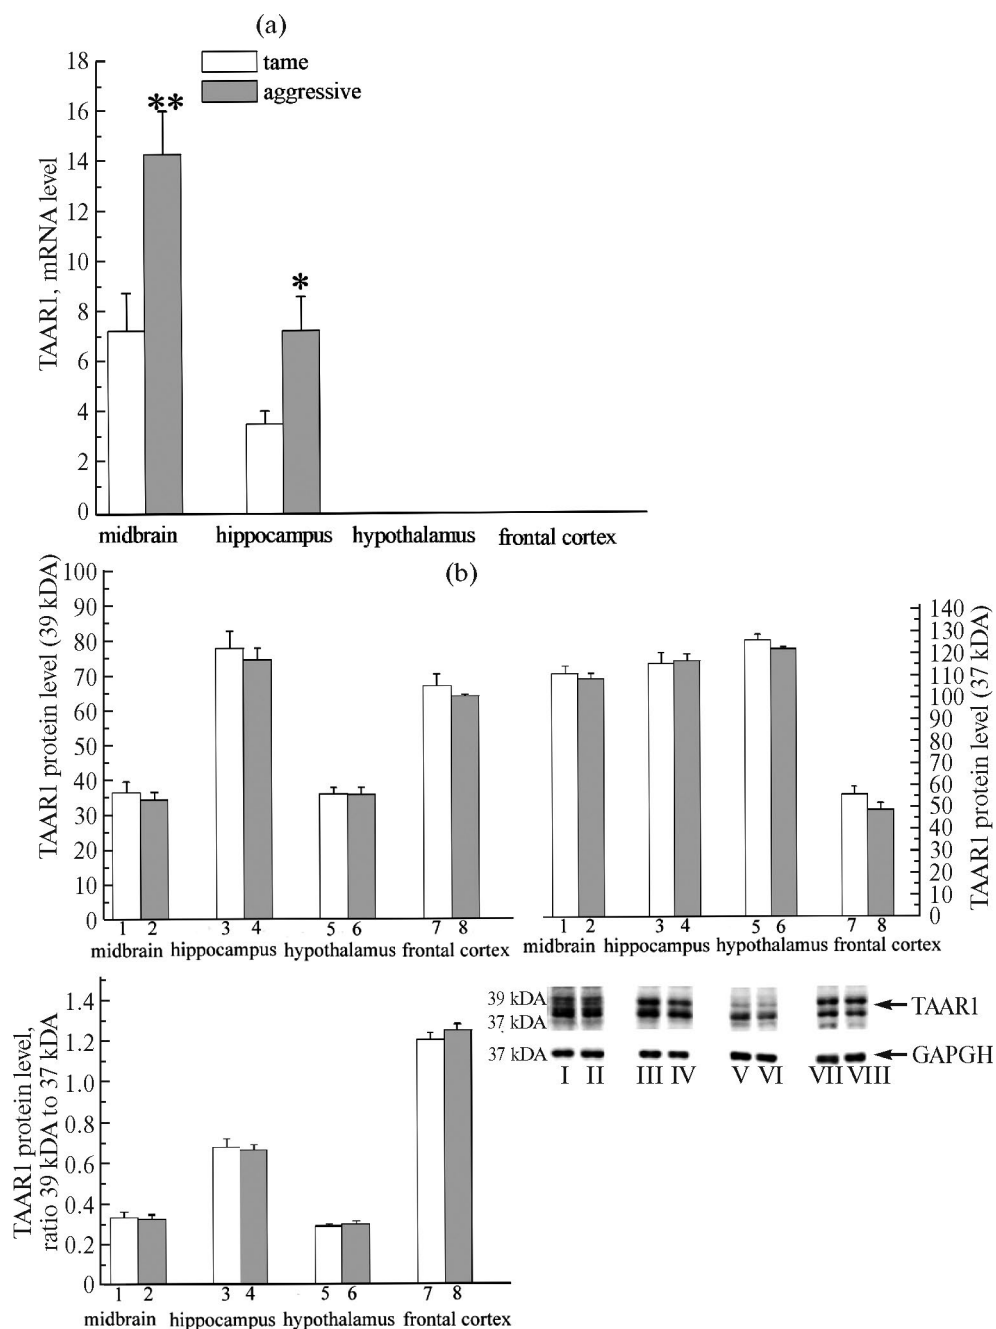 (a)
tame
aggressive
TAAR1, mRNA level
18
16
14
12
10
8
6
4
2
0
**
*
midbrain hippocampus hypothalamus frontal cortex
(b)
TAAR1 protein level (39 kDA)
100
90
80
70
60
50
40
30
20
10
0
1 2 3 4 5 6 7 8
midbrain hippocampus hypothalamus frontal cortex
TAAR1 protein level (37 kDA)
140
130
120
110
100
90
80
70
60
50
40
30
20
10
0
1 2 3 4 5 6 7 8
midbrain hippocampus hypothalamus frontal cortex
TAAR1 protein level,
ratio 39 kDA to 37 kDA
1.4
1.2
1.0
0.8
0.6
0.4
0.2
0
1 2 3 4 5 6 7 8
midbrain hippocampus hypothalamus frontal cortex
39 kDA
TAAR1
37 kDA
37 kDA
GAPGH
I II III IV V VI VII VIII